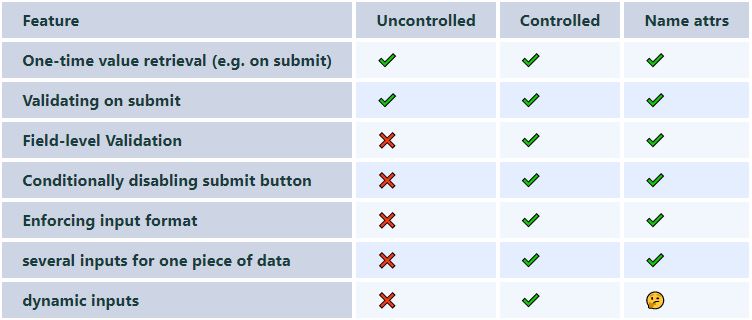 Feature Uncontrolled Controlled Name attrs
One-time value retrieval (e.g. on submit) ✔ ✔ ✔
Validating on submit ✔ ✔ ✔
Field-level Validation ❌ ✔ ✔
Conditionally disabling submit button ❌ ✔ ✔
Enforcing input format ❌ ✔ ✔
several inputs for one piece of data ❌ ✔ ✔
dynamic inputs ❌ ✔ 🤔